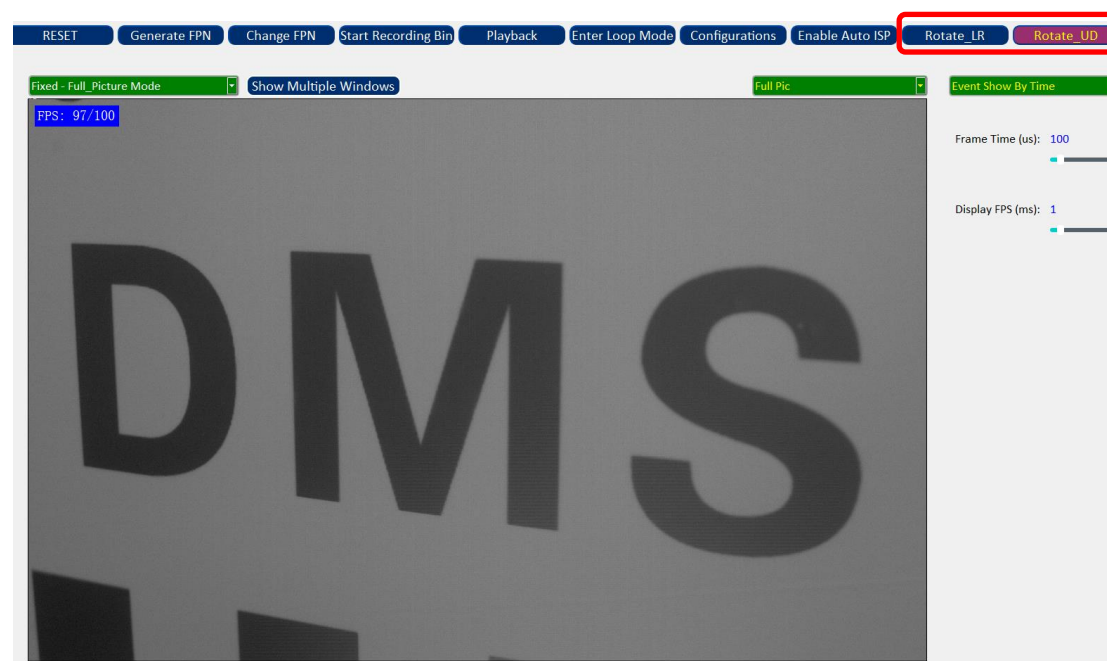 RESET Generate FPN Change FPN Start Recording Bin Playback Enter Loop Mode Configurations Enable Auto ISP Rotate_LR Rotate_UD
Fixed - Full_Picture Mode Show Multiple Windows Full Pic Event Show By Time
FPS: 97/100
Frame Time (us): 100
Display FPS (ms): 1
DMS